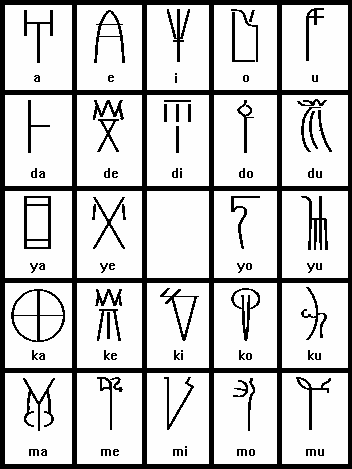 𐀀 𐀁 𐀂 𐀃 𐀄
a e i o u
𐀅 𐀆 𐀇 𐀈 𐀉
da de di do du
𐀊 𐀋 𐀍 𐀎
ya ye yo yu
𐀏 𐀐 𐀑 𐀒 𐀓
ka ke ki ko ku
𐀔 𐀕 𐀖 𐀗 𐀘
ma me mi mo mu